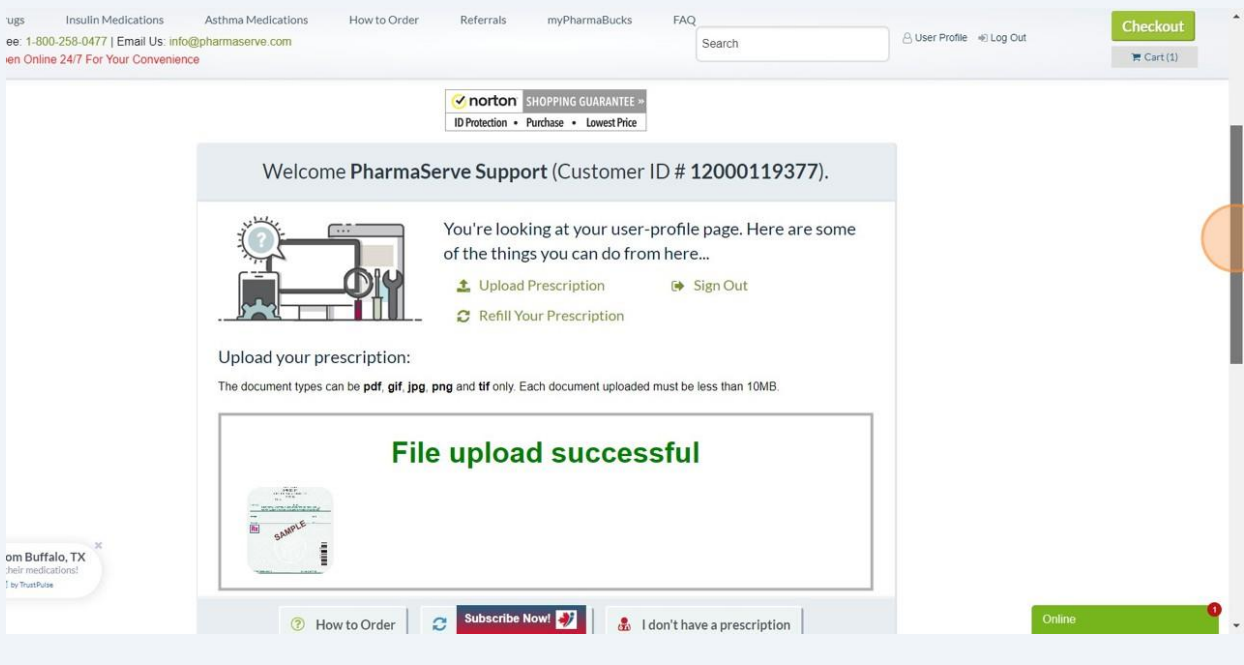 ugs Insulin Medications Asthma Medications How to Order Referrals myPharmaBucks FAQ
ee: 1-800-258-0477 | Email Us: info@pharmaserve.com
en Online 24/7 For Your Convenience
Search
User Profile Log Out
Checkout
Cart (1)
norton SHOPPING GUARANTEE »
ID Protection • Purchase • Lowest Price
Welcome PharmaServe Support (Customer ID # 12000119377).
You're looking at your user-profile page. Here are some
of the things you can do from here...
Upload Prescription Sign Out
Refill Your Prescription
Upload your prescription:
The document types can be pdf, gif, jpg, png and tif only. Each document uploaded must be less than 10MB.
File upload successful
Rx
SAMPLE
om Buffalo, TX
their medications!
by TrustPulse
How to Order
Subscribe Now!
I don't have a prescription
Online
1